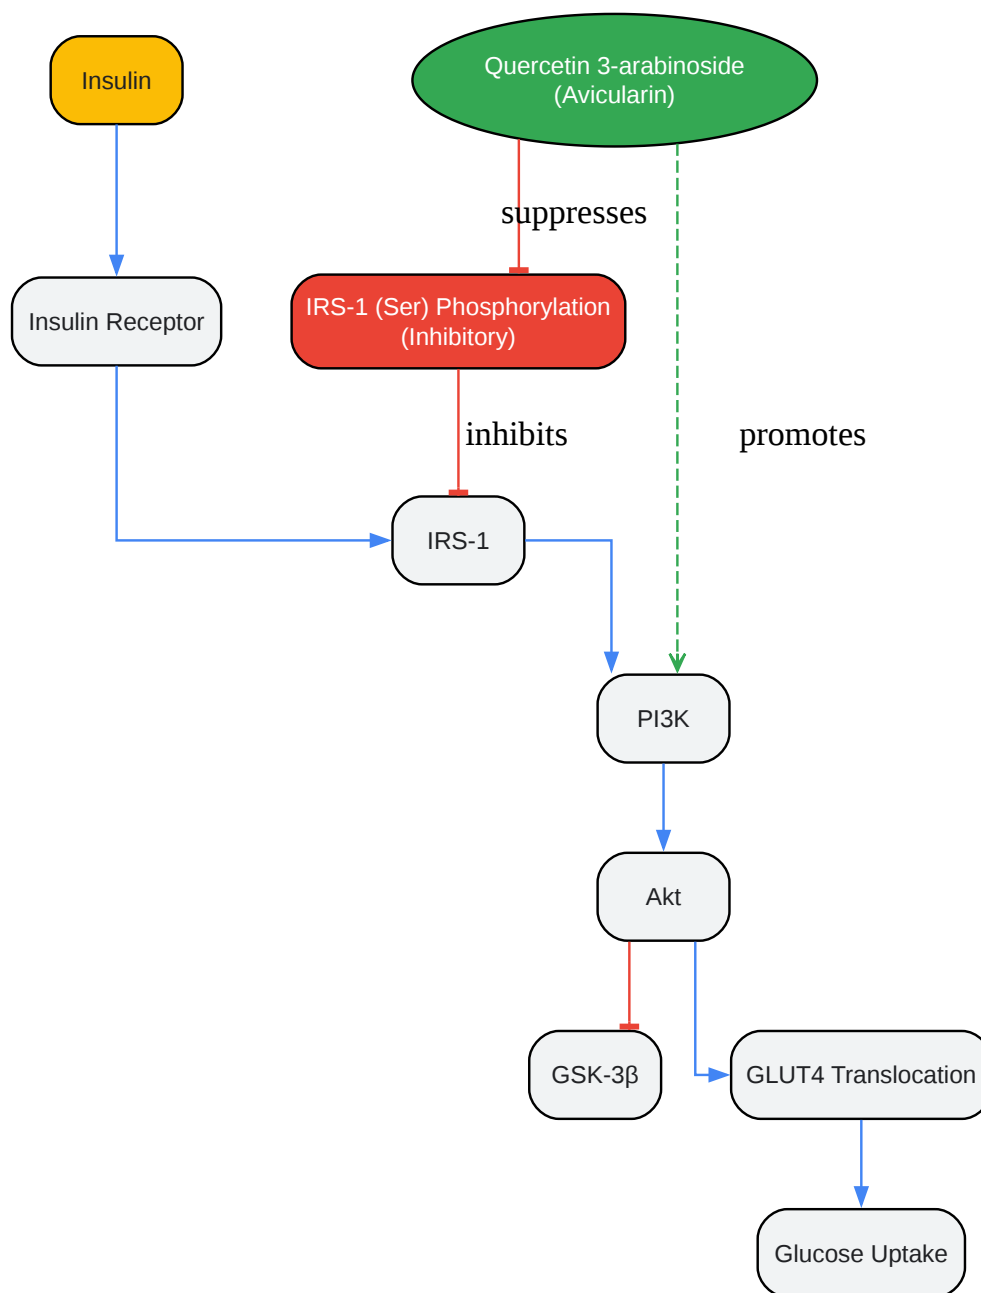 Insulin
Quercetin 3-arabinoside
(Avicularin)
suppresses
Insulin Receptor
IRS-1 (Ser) Phosphorylation
(Inhibitory)
inhibits
promotes
IRS-1
PI3K
Akt
GSK-3β
GLUT4 Translocation
Glucose Uptake